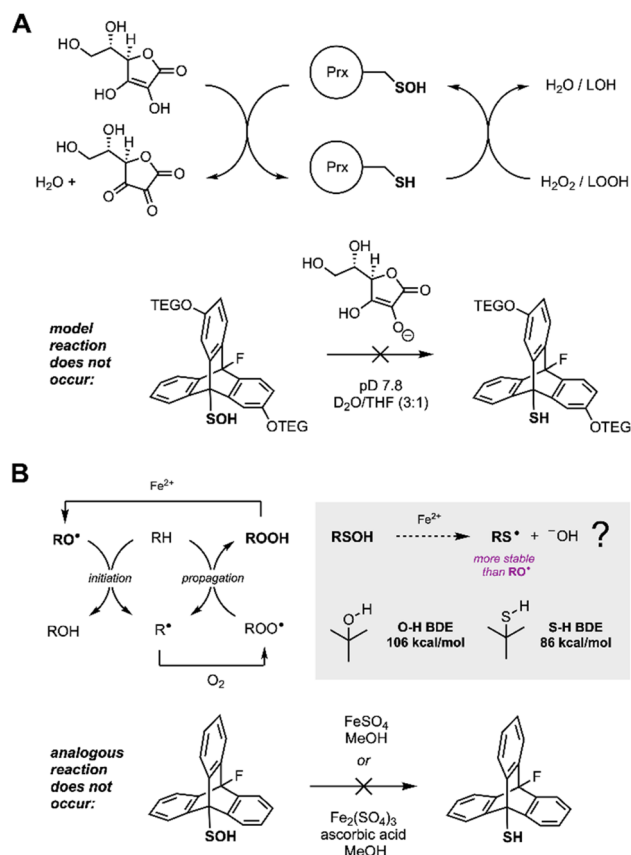 A
HO
HO
H
O
O
HO
OH
Prx
SOH
H₂O / LOH
HO
HO
H
O
O
H₂O +
O
O
Prx
SH
H₂O₂ / LOOH
model
reaction
does not
occur:
TEGO
F
SOH
OTEG
HO
OH
H
O
O
HO
O
⊖
pD 7.8
D₂O/THF (3:1)
TEGO
F
SH
OTEG
B
Fe²⁺
RO•
RH
ROOH
initiation
propagation
ROH
R•
ROO•
O₂
RSOH
Fe²⁺
RS• + ⁻OH ?
more stable
than RO•
O H
O-H BDE
106 kcal/mol
S H
S-H BDE
86 kcal/mol
analogous
reaction
does not
occur:
F
SOH
FeSO₄
MeOH
or
Fe₂(SO₄)₃
ascorbic acid
MeOH
F
SH